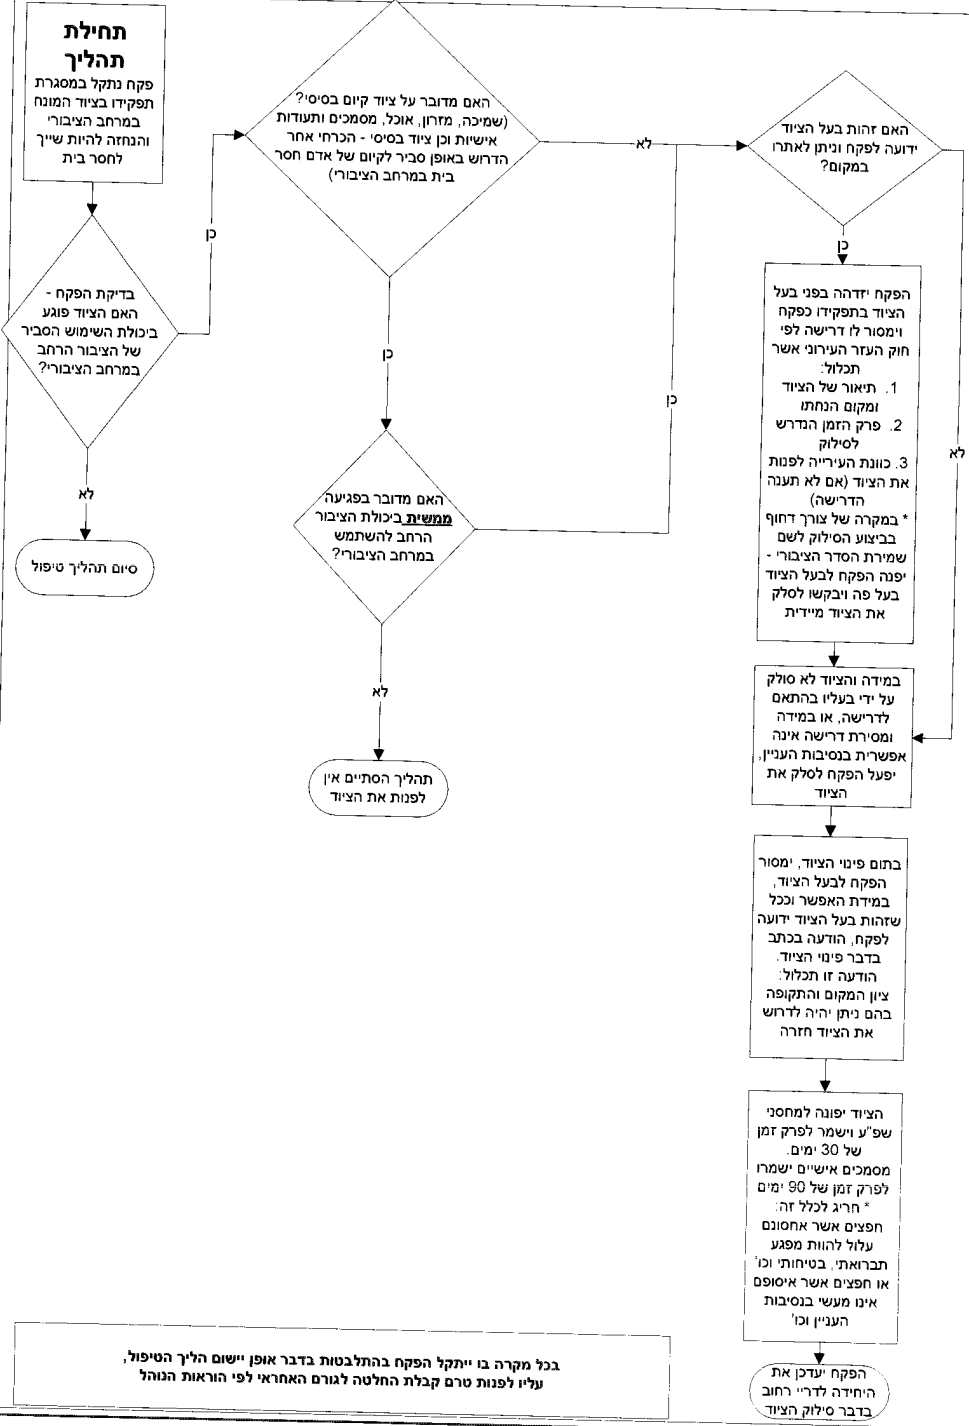 תחילת
תהליך
פקח נתקל במסגרת
תפקידו בציוד המונח
במרחב הציבורי
והנחזה להיות שייך
לחסר בית
בדיקת הפקח -
האם הציוד פוגע
ביכולת השימוש הסביר
של הציבור הרחב
במרחב הציבורי?
לא
סיום תהליך טיפול
כן
האם מדובר על ציוד קיום בסיסי?
(שמיכה, מזרון, אוכל, מסמכים ותעודות
אישיות וכן ציוד בסיסי - הכרחי אחר
הדרוש באופן סביר לקיום של אדם חסר
בית במרחב הציבורי)
כן
האם מדובר בפגיעה
ממשית ביכולת הציבור
הרחב להשתמש
במרחב הציבורי?
לא
תהליך הסתיים אין
לפנות את הציוד
כן
לא
האם זהות בעל הציוד
ידועה לפקח וניתן לאתרו
במקום?
כן
הפקח יזדהה בפני בעל
הציוד בתפקידו כפקח
וימסור לו דרישה לפי
חוק העזר העירוני אשר
תכלול:
1. תיאור של הציוד
ומקום הנחתו
2. פרק הזמן הנדרש
לסילוק
3. כוונת העירייה לפנות
את הציוד (אם לא תענה
הדרישה)
* במקרה של צורך דחוף
בביצוע הסילוק לשם
שמירת הסדר הציבורי -
יפנה הפקח לבעל הציוד
בעל פה ויבקשו לסלק
את הציוד מיידית
לא
במידה והציוד לא סולק
על ידי בעליו בהתאם
לדרישה, או במידה
ומסירת דרישה אינה
אפשרית בנסיבות העניין,
יפעל הפקח לסלק את
הציוד
בתום פינוי הציוד, ימסור
הפקח לבעל הציוד,
במידת האפשר וככל
שזהות בעל הציוד ידועה
לפקח, הודעה בכתב
בדבר פינוי הציוד.
הודעה זו תכלול:
ציון המקום והתקופה
בהם ניתן יהיה לדרוש
את הציוד חזרה
הציוד יפונה למחסני
שפ"ע וישמר לפרק זמן
של 30 ימים.
מסמכים אישיים ישמרו
לפרק זמן של 90 ימים
* חריג לכלל זה:
חפצים אשר אחסונם
עלול להוות מפגע
תברואתי, בטיחותי וכו'
או חפצים אשר איסופם
אינו מעשי בנסיבות
העניין וכו'
הפקח יעדכן את
היחידה לדריי רחוב
בדבר סילוק הציוד
בכל מקרה בו ייתקל הפקח בהתלבטות בדבר אופן יישום הליך הטיפול,
עליו לפנות טרם קבלת החלטה לגורם האחראי לפי הוראות הנוהל